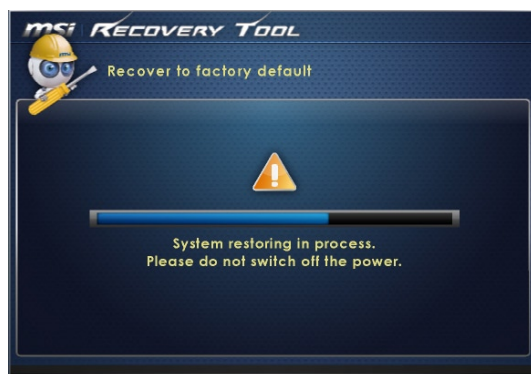 msi RECOVERY TOOL
Recover to factory default
System restoring in process.
Please do not switch off the power.